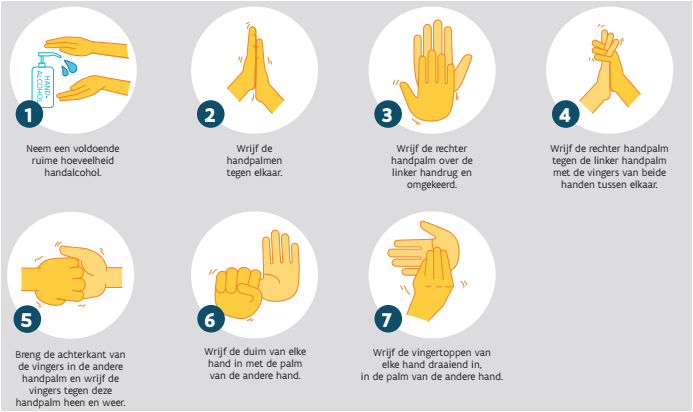 HAND-
ALCOHOL
1
Neem een voldoende
ruime hoeveelheid
handalcohol.
2
Wrijf de
handpalmen
tegen elkaar.
3
Wrijf de rechter
handpalm over de
linker handrug en
omgekeerd.
4
Wrijf de rechter handpalm
tegen de linker handpalm
met de vingers van beide
handen tussen elkaar.
5
Breng de achterkant van
de vingers in de andere
handpalm en wrijf de
vingers tegen deze
handpalm heen en weer.
6
Wrijf de duim van elke
hand in met de palm
van de andere hand.
7
Wrijf de vingertoppen van
elke hand draaiend in,
in de palm van de andere hand.